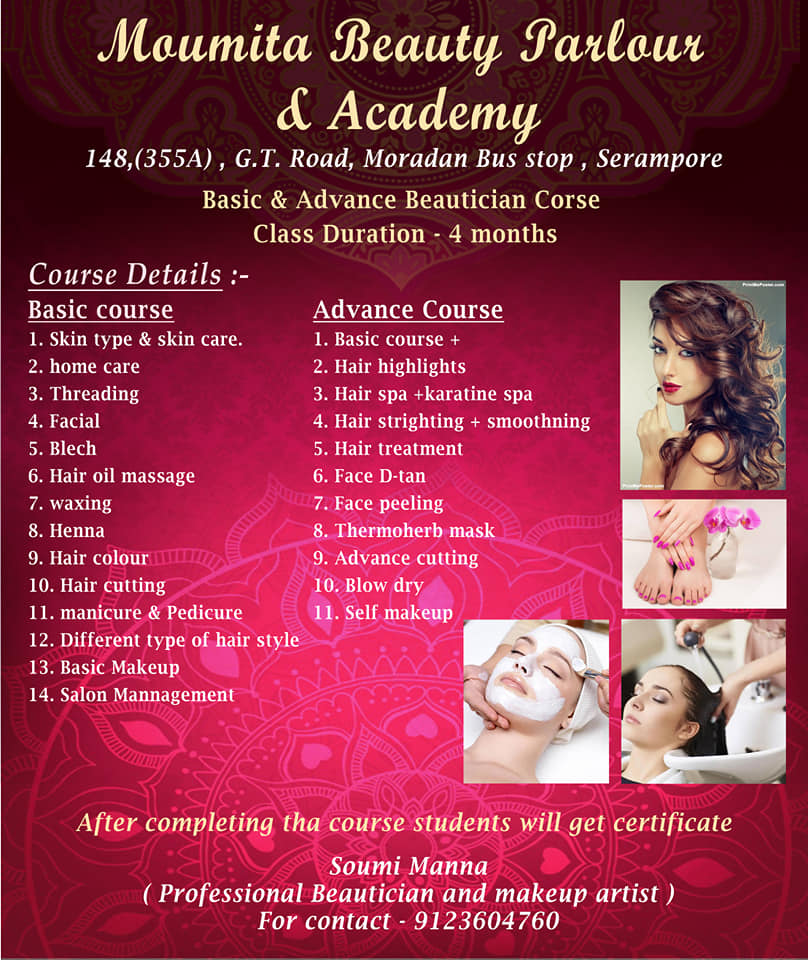 Moumita Beauty Parlour
& Academy
148,(355A) , G.T. Road, Moradan Bus stop , Serampore
Basic & Advance Beautician Corse
Class Duration - 4 months
Course Details :-
Basic course
1. Skin type & skin care.
2. home care
3. Threading
4. Facial
5. Blech
6. Hair oil massage
7. waxing
8. Henna
9. Hair colour
10. Hair cutting
11. manicure & Pedicure
12. Different type of hair style
13. Basic Makeup
14. Salon Mannagement
Advance Course
1. Basic course +
2. Hair highlights
3. Hair spa +karatine spa
4. Hair strighting + smoothning
5. Hair treatment
6. Face D-tan
7. Face peeling
8. Thermoherb mask
9. Advance cutting
10. Blow dry
11. Self makeup
PrintMePoster.com
PrintMePoster.com
After completing tha course students will get certificate
Soumi Manna
( Professional Beautician and makeup artist )
For contact - 9123604760